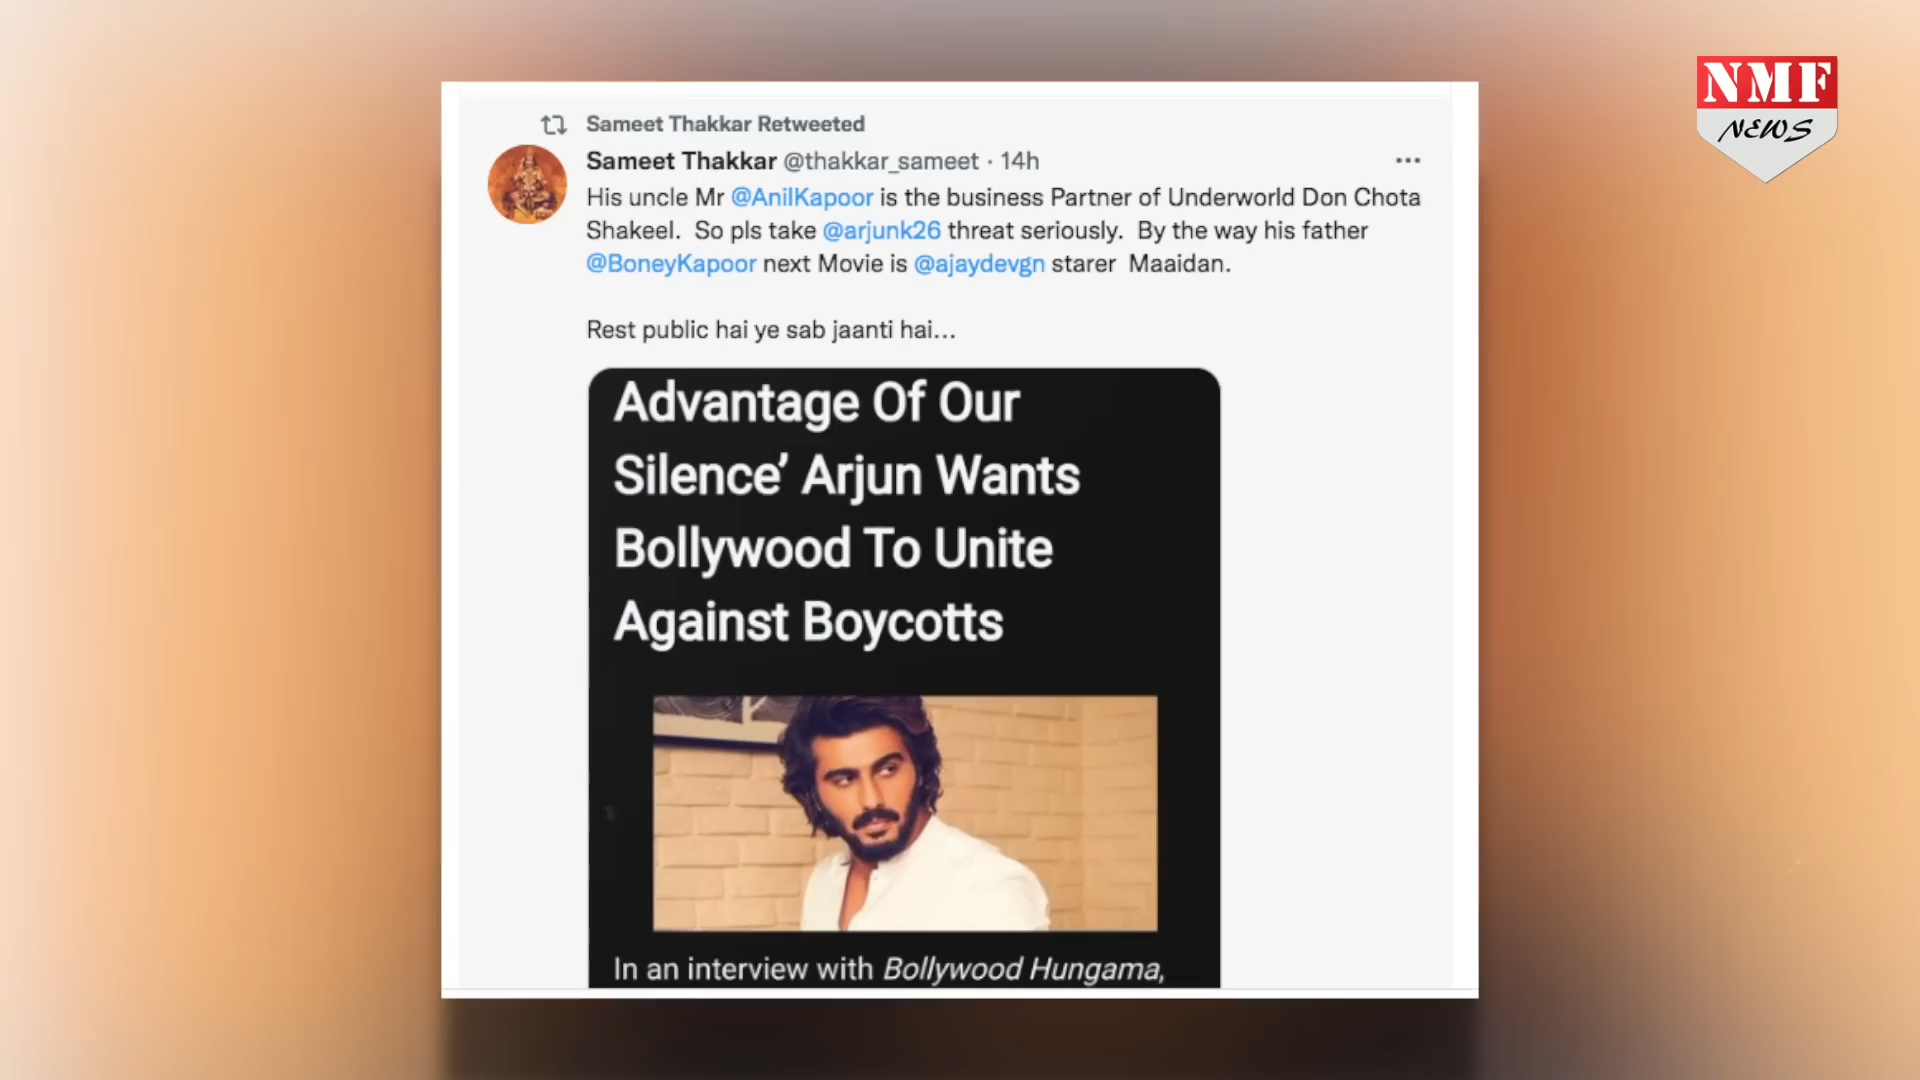 NMF
NEWS
Sameet Thakkar Retweeted
Sameet Thakkar @thakkar_sameet · 14h
His uncle Mr @AnilKapoor is the business Partner of Underworld Don Chota
Shakeel.  So pls take @arjunk26 threat seriously.  By the way his father
@BoneyKapoor next Movie is @ajaydevgn starer  Maaidan.
Rest public hai ye sab jaanti hai...
Advantage Of Our
Silence’ Arjun Wants
Bollywood To Unite
Against Boycotts
In an interview with Bollywood Hungama,